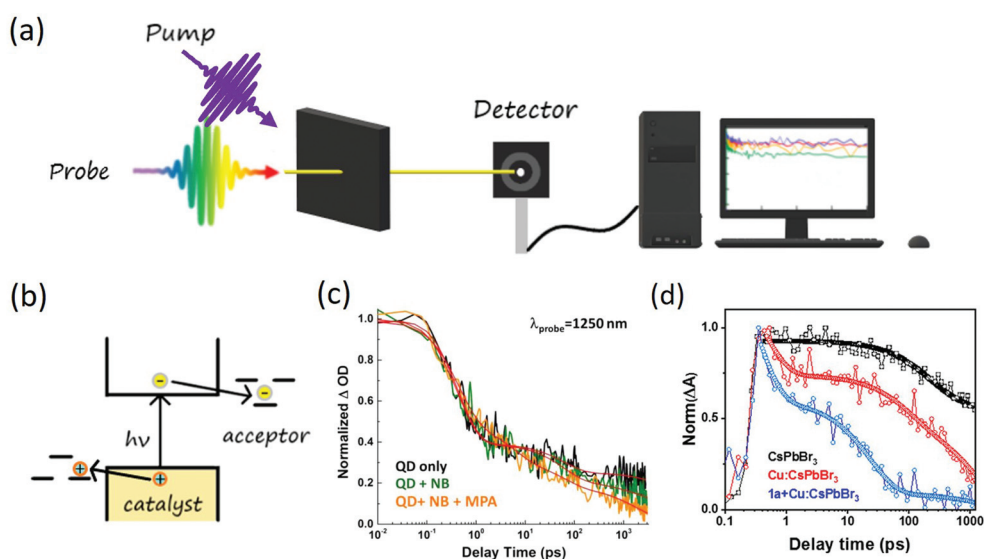 (a)
Pump
Probe
Detector
(b)
hν
acceptor
catalyst
(c)
λprobe=1250 nm
Normalized Δ OD
1.0
0.8
0.6
0.4
0.2
0.0
QD only
QD + NB
QD+ NB + MPA
10⁻² 10⁻¹ 10⁰ 10¹ 10² 10³
Delay Time (ps)
(d)
Norm(ΔA)
1.0
0.5
0.0
CsPbBr₃
Cu:CsPbBr₃
1a+Cu:CsPbBr₃
0.1 1 10 100 1000
Delay time (ps)